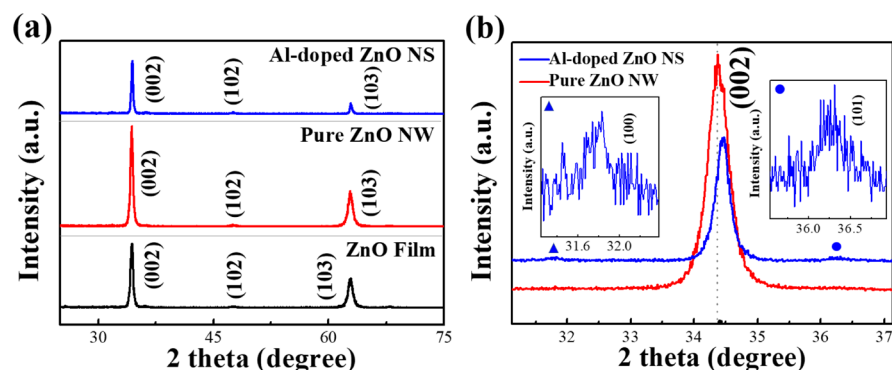 (a)
Al-doped ZnO NS
(002)
(102)
(103)
Pure ZnO NW
(002)
(102)
(103)
ZnO Film
(002)
(102)
(103)
Intensity (a.u.)
30
45
60
75
2 theta (degree)
(b)
Al-doped ZnO NS
Pure ZnO NW
(002)
Intensity (a.u.)
(100)
31.6
32.0
Intensity (a.u.)
(101)
36.0
36.5
Intensity (a.u.)
32
33
34
35
36
37
2 theta (degree)